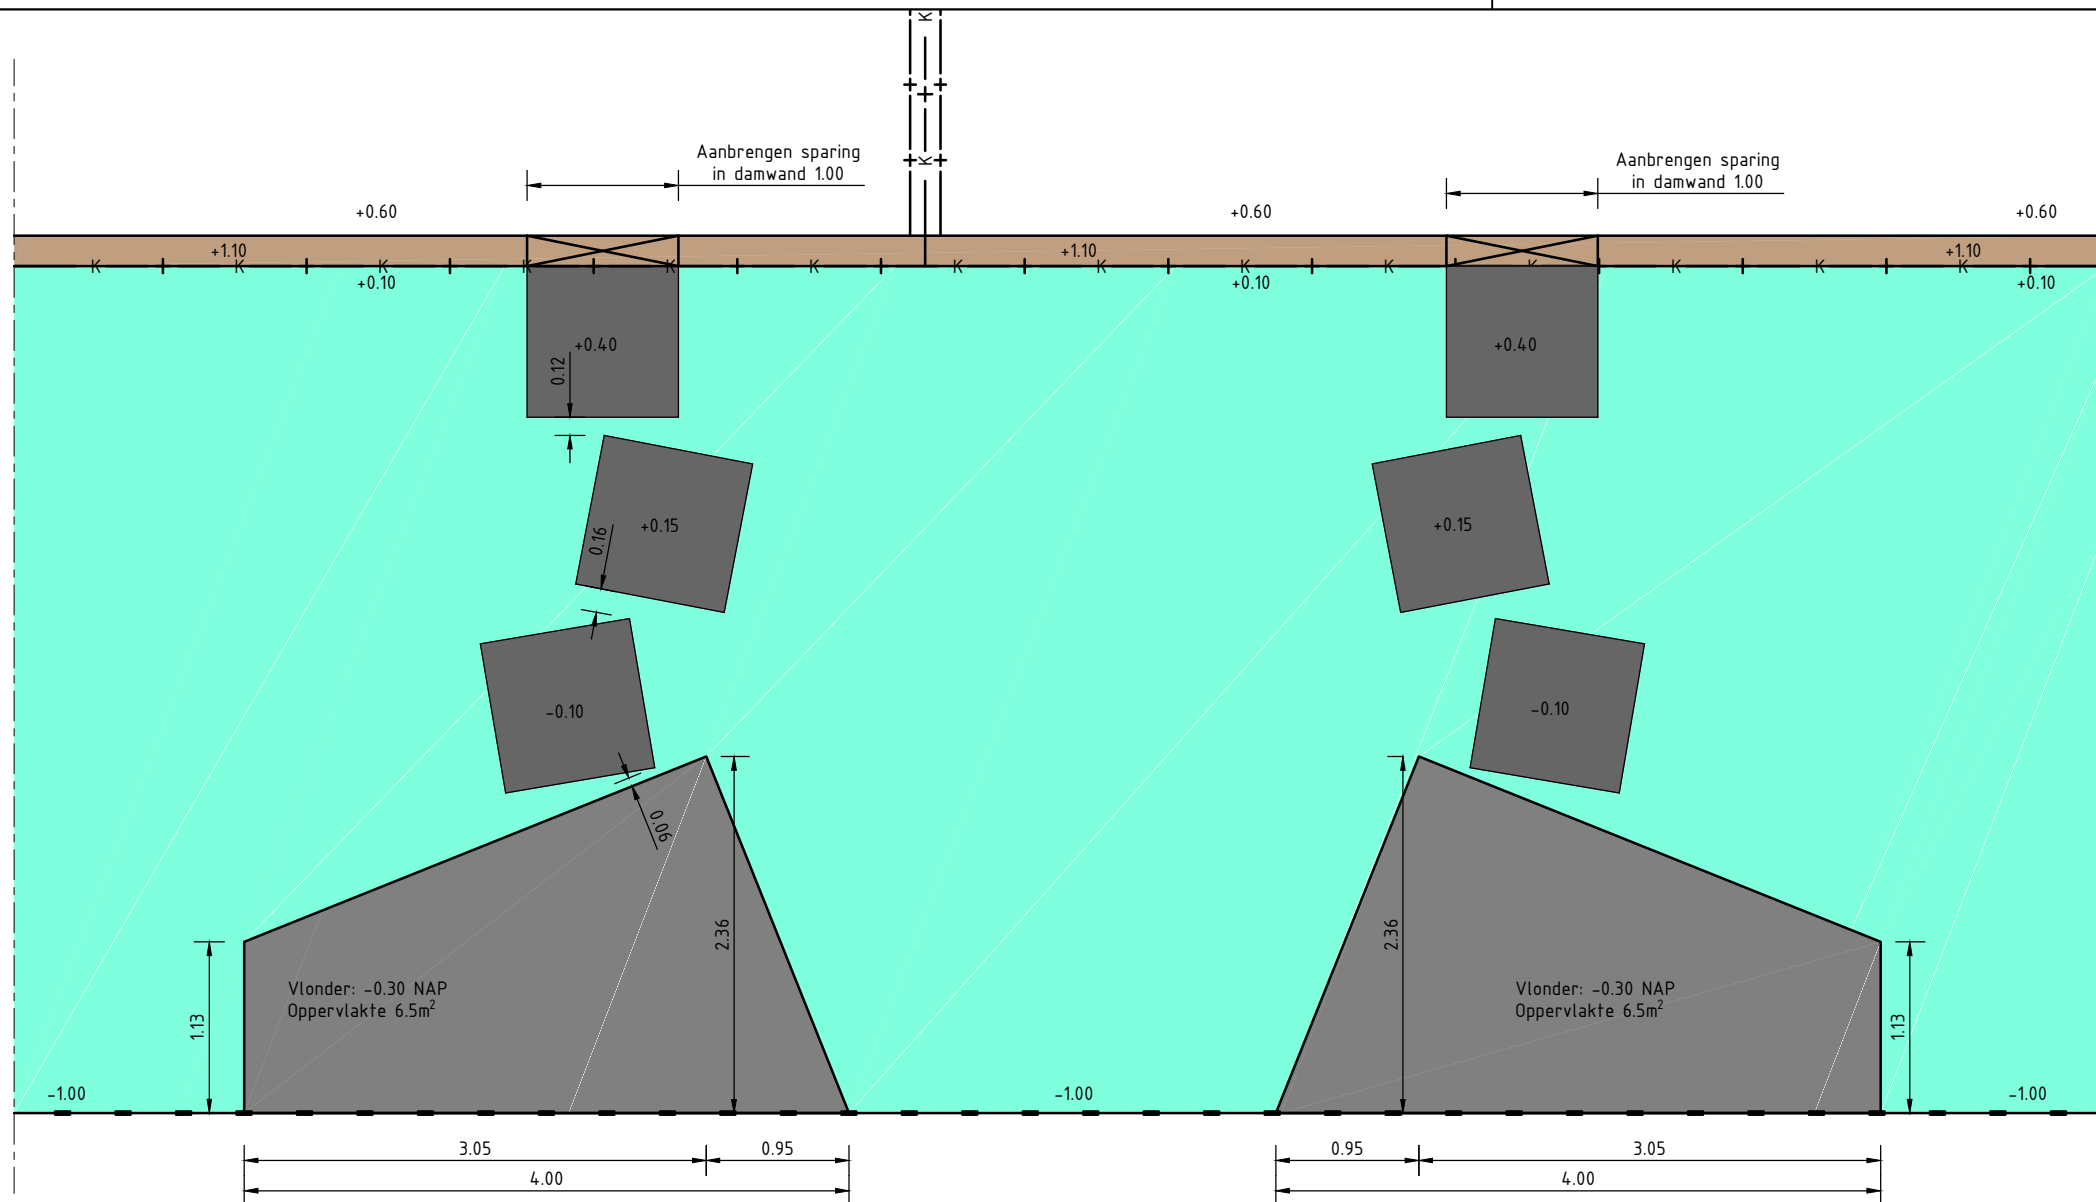 K
K
Aanbrengen sparing
in damwand 1.00
Aanbrengen sparing
in damwand 1.00
+0.60
+0.60
+0.60
+1.10
+1.10
+1.10
K K K K K K K K K K K K K K
+0.10
+0.10
+0.10
+0.40
0.12
+0.40
+0.15
0.16
+0.15
-0.10
-0.10
0.06
2.36
2.36
Vlonder: -0.30 NAP
Oppervlakte 6.5m²
Vlonder: -0.30 NAP
Oppervlakte 6.5m²
1.13
1.13
-1.00
-1.00
-1.00
3.05
0.95
0.95
3.05
4.00
4.00